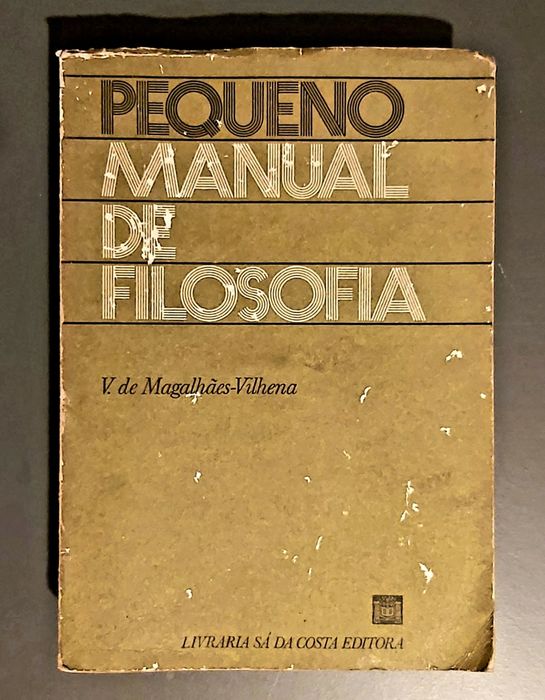 PEQUENO
MANUAL
DE
FILOSOFIA
V. de Magalhães-Vilhena
LIVRARIA SÁ DA COSTA EDITORA